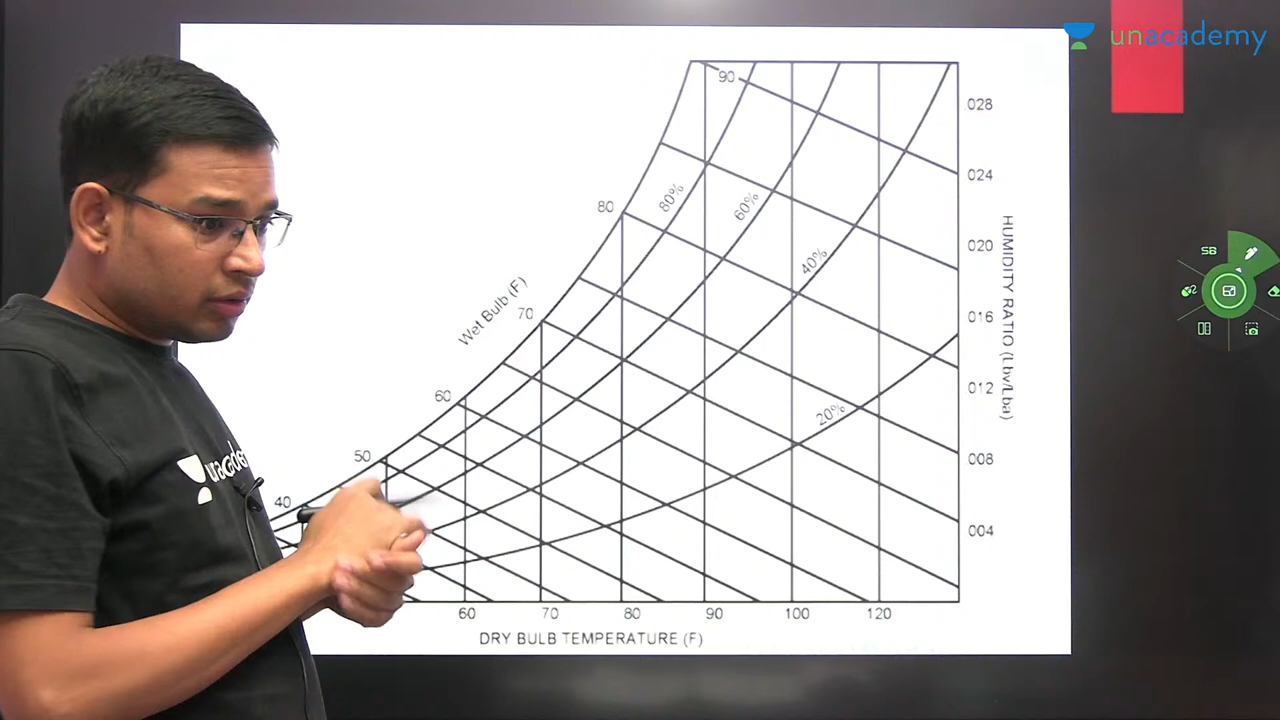 unacademy
90
028
024
80
80%
60%
020
HUMIDITY RATIO (Lbv/Lba)
40%
Wet Bulb (F)
70
016
60
012
20%
50
008
40
004
60 70 80 90 100 120
DRY BULB TEMPERATURE (F)
SB
unacade